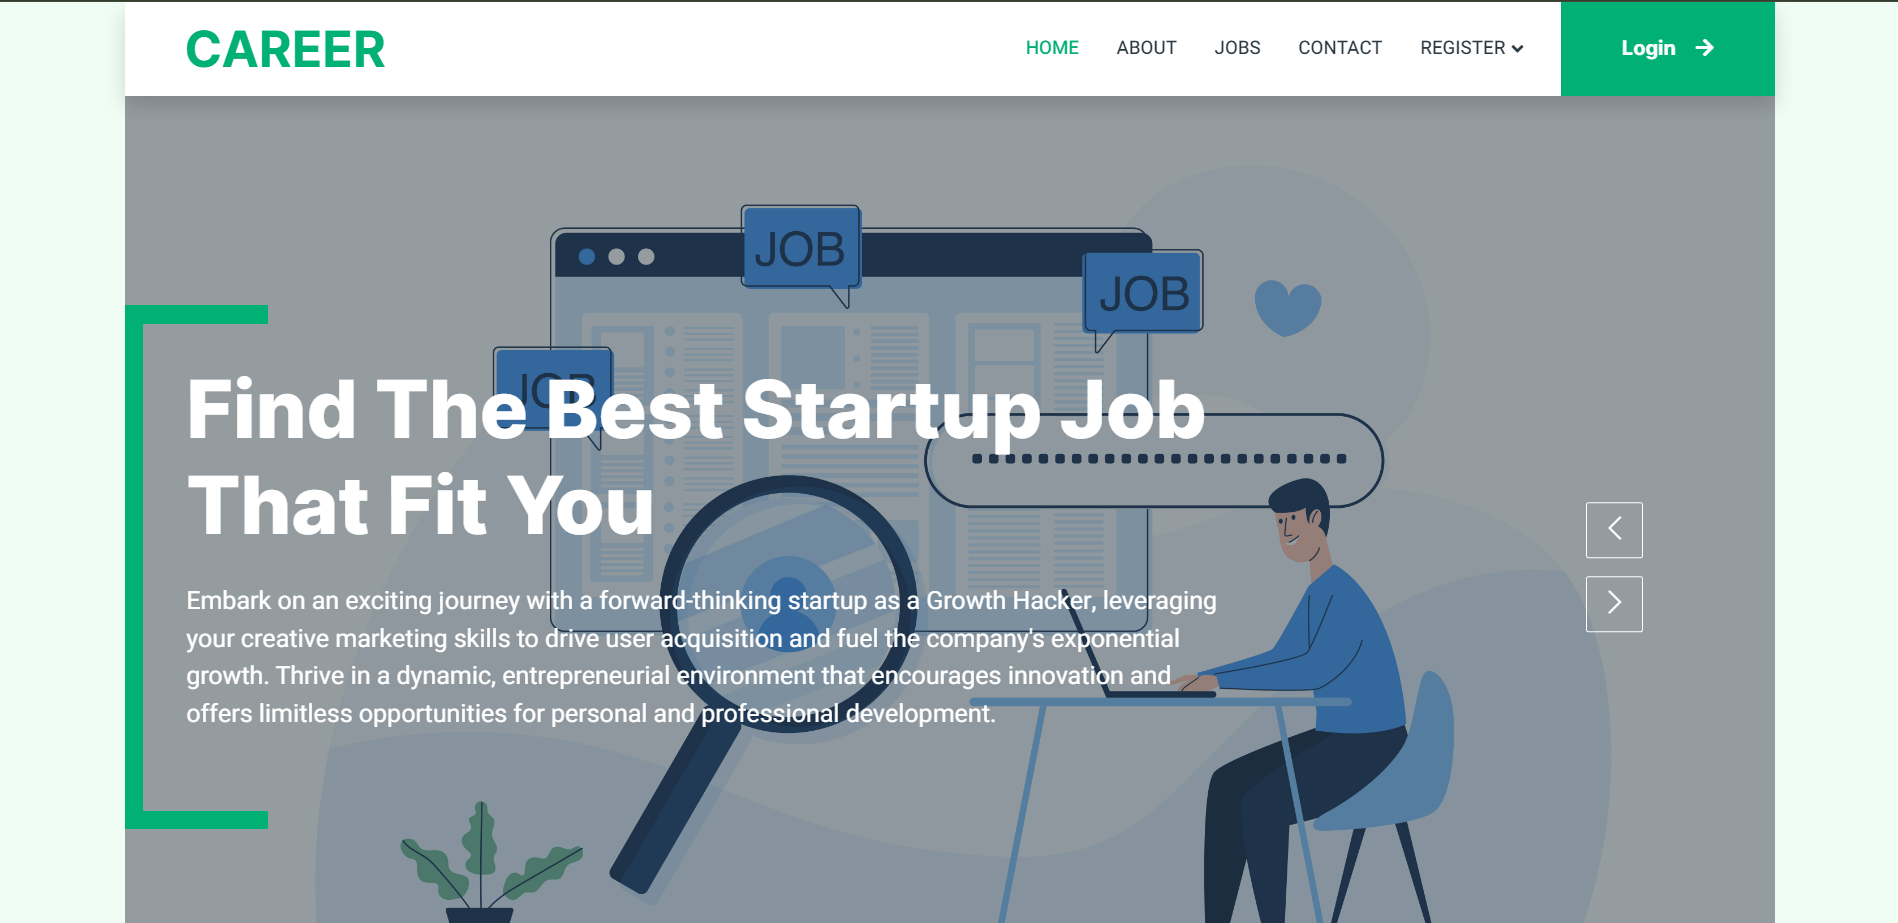 CAREER
HOME ABOUT JOBS CONTACT REGISTER Login
JOB
JOB
JOB
Find The Best Startup Job
That Fit You
Embark on an exciting journey with a forward-thinking startup as a Growth Hacker, leveraging
your creative marketing skills to drive user acquisition and fuel the company's exponential
growth. Thrive in a dynamic, entrepreneurial environment that encourages innovation and
offers limitless opportunities for personal and professional development.